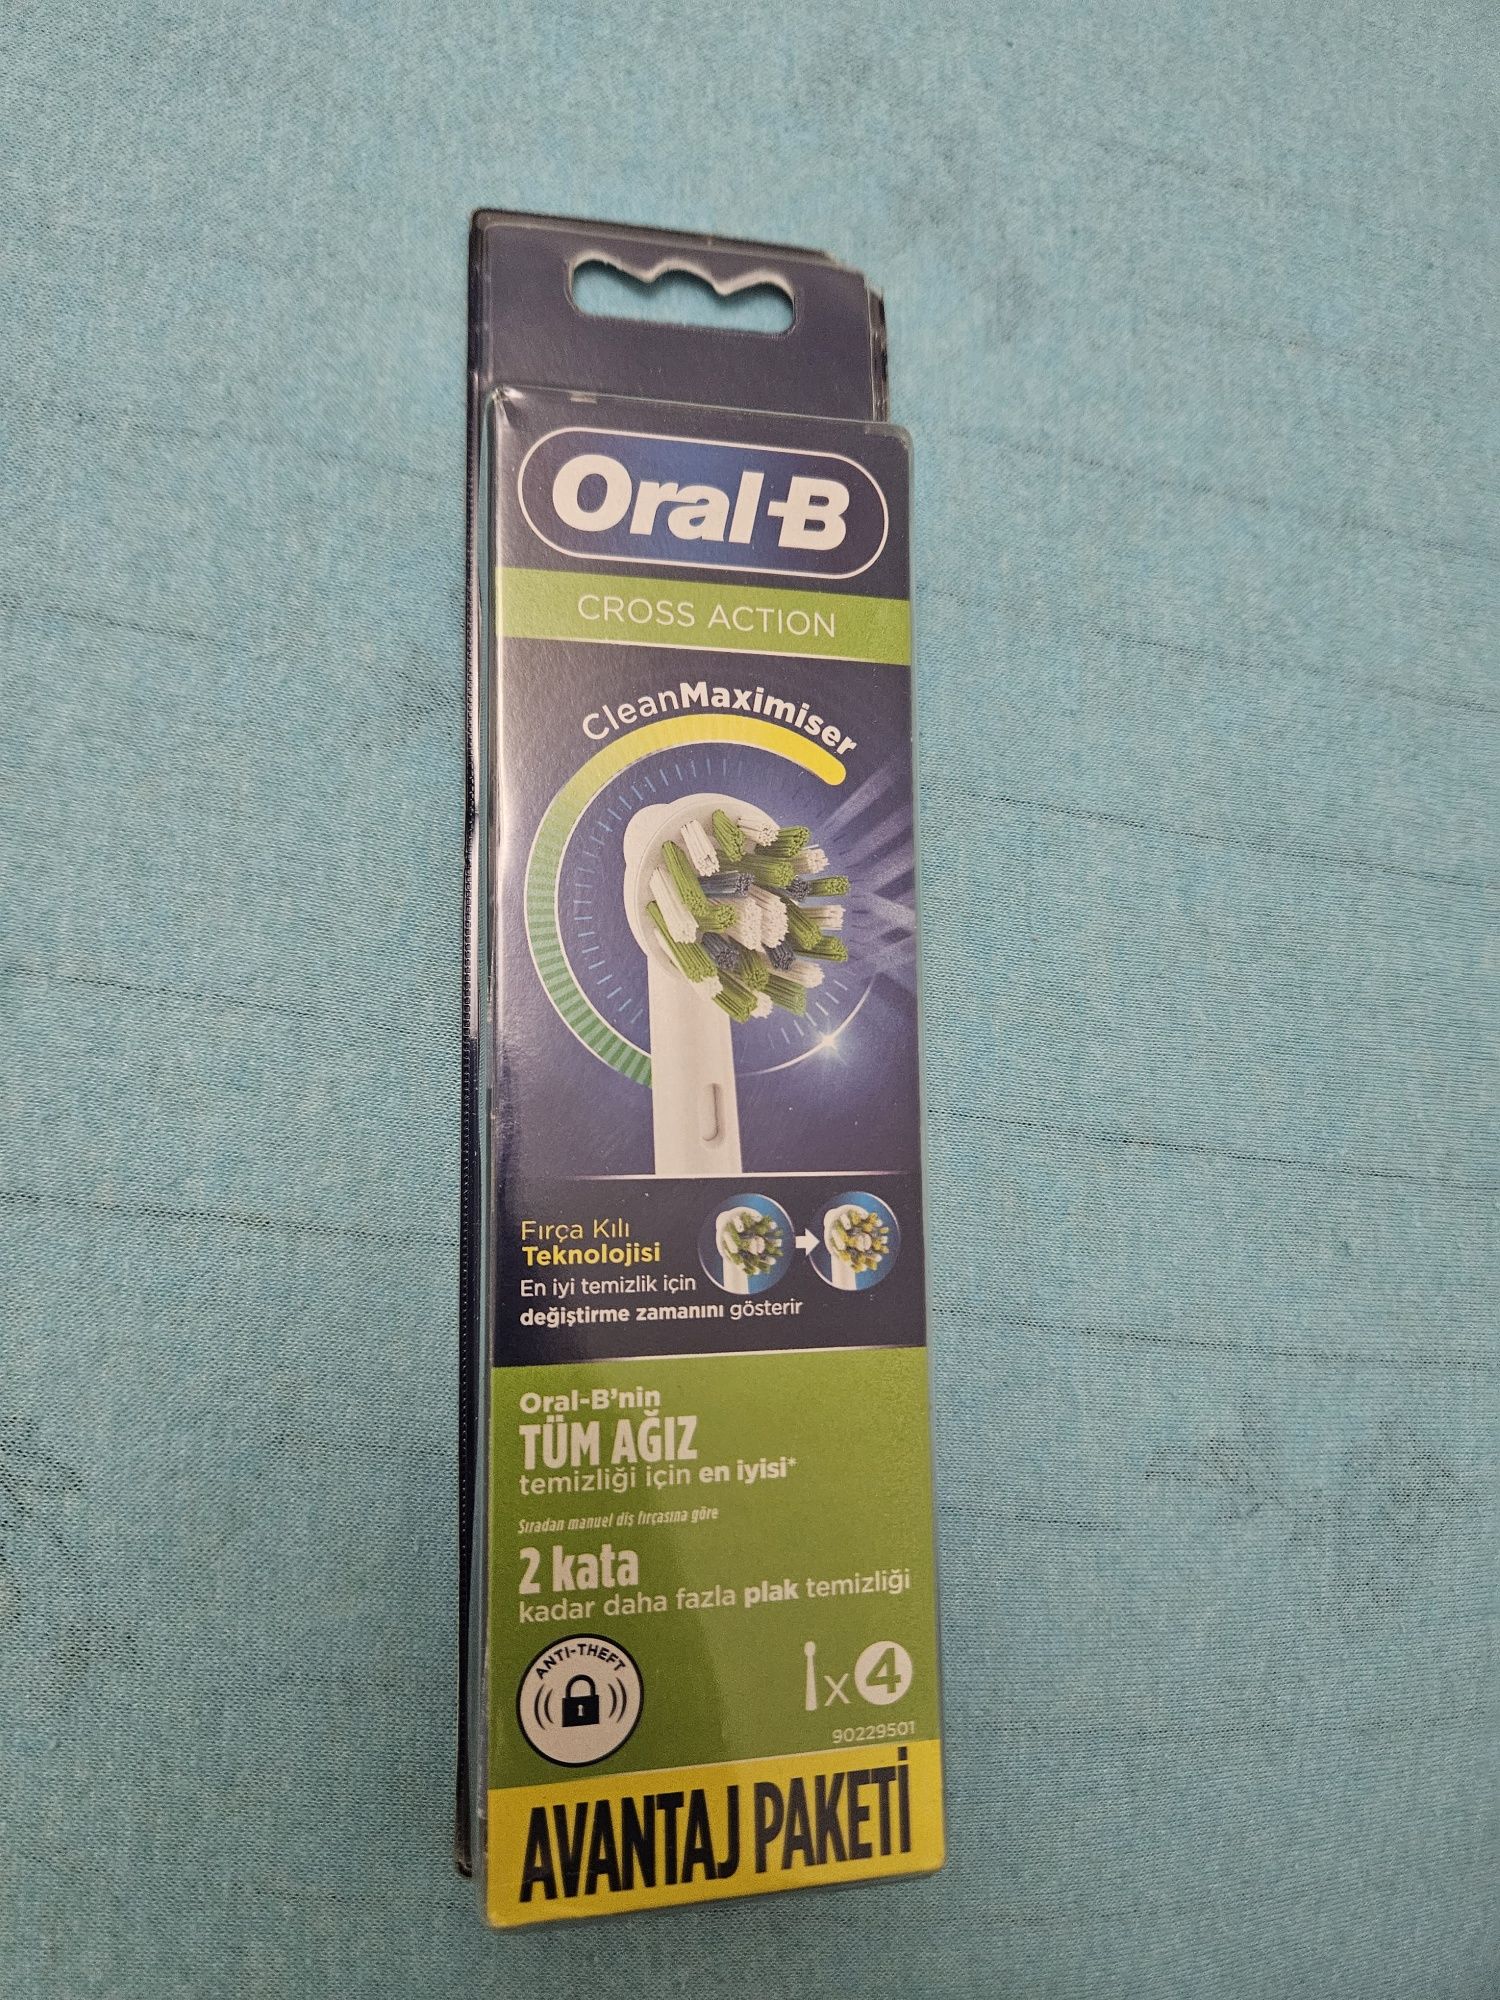 Oral-B
CROSS ACTION
CleanMaximiser
Fırça Kılı
Teknolojisi
En iyi temizlik için
değiştirme zamanını gösterir
Oral-B'nin
TÜM AĞIZ
temizliği için en iyisi*
Sıradan manuel diş fırçasına göre
2 kata
kadar daha fazla plak temizliği
ANTI-THEFT
x 4
90229501
AVANTAJ PAKETİ